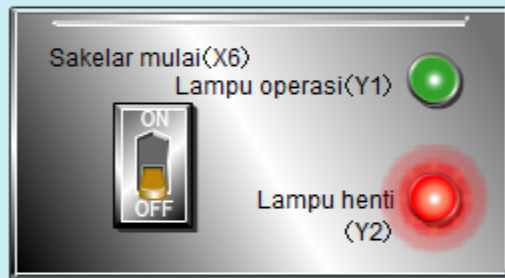 Sakelar mulai(X6)
Lampu operasi(Y1)
ON
OFF
Lampu henti
(Y2)